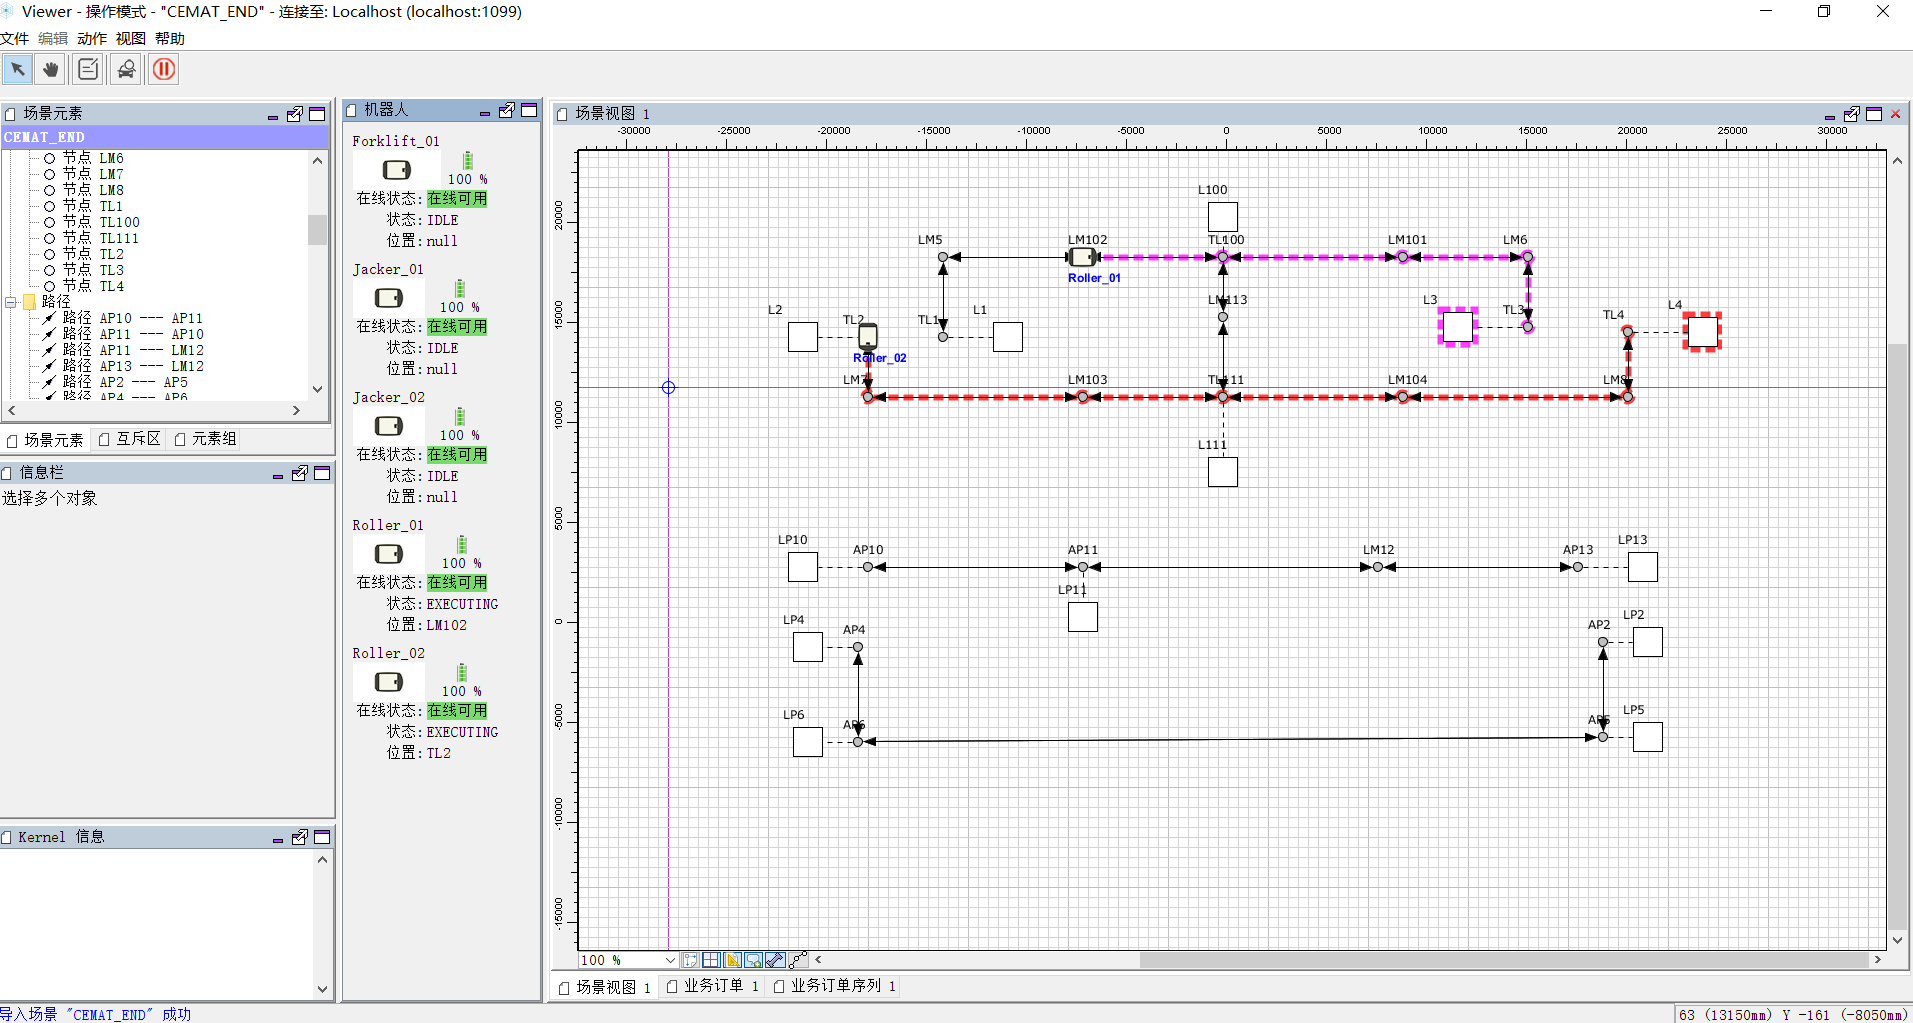 Viewer - 操作模式 - "CEMAT_END" - 连接至: Localhost (localhost:1099)
文件 编辑 动作 视图 帮助
场景元素
CEMAT_END
节点 LM6
节点 LM7
节点 LM8
节点 TL1
节点 TL100
节点 TL111
节点 TL2
节点 TL3
节点 TL4
路径
路径 AP10 --- AP11
路径 AP11 --- AP10
路径 AP11 --- LM12
路径 AP13 --- LM12
路径 AP2 --- AP5
路径 AP4 --- AP6
场景元素 互斥区 元素组
信息栏
选择多个对象
Kernel 信息
导入场景 "CEMAT_END" 成功
机器人
Forklift_01
100 %
在线状态: 在线可用
状态: IDLE
位置: null
Jacker_01
100 %
在线状态: 在线可用
状态: IDLE
位置: null
Jacker_02
100 %
在线状态: 在线可用
状态: IDLE
位置: null
Roller_01
100 %
在线状态: 在线可用
状态: EXECUTING
位置: LM102
Roller_02
100 %
在线状态: 在线可用
状态: EXECUTING
位置: TL2
场景视图 1
-30000 -25000 -20000 -15000 -10000 -5000 0 5000 10000 15000 20000 25000 30000
20000
15000
10000
5000
0
-5000
-10000
-15000
L100
LM5 LM102 TL100 LM101 LM6
Roller_01
L2 TL2 TL1 L1 LM113 L3 TL3 TL4 L4
Roller_02
LM7 LM103 TL111 LM104 LM8
L111
LP10 AP10 AP11 LM12 AP13 LP13
LP11
LP4 AP4 AP2 LP2
LP6 AP6 AP5 LP5
100 %
场景视图 1 业务订单 1 业务订单序列 1
63 (13150mm) Y -161 (-8050mm)